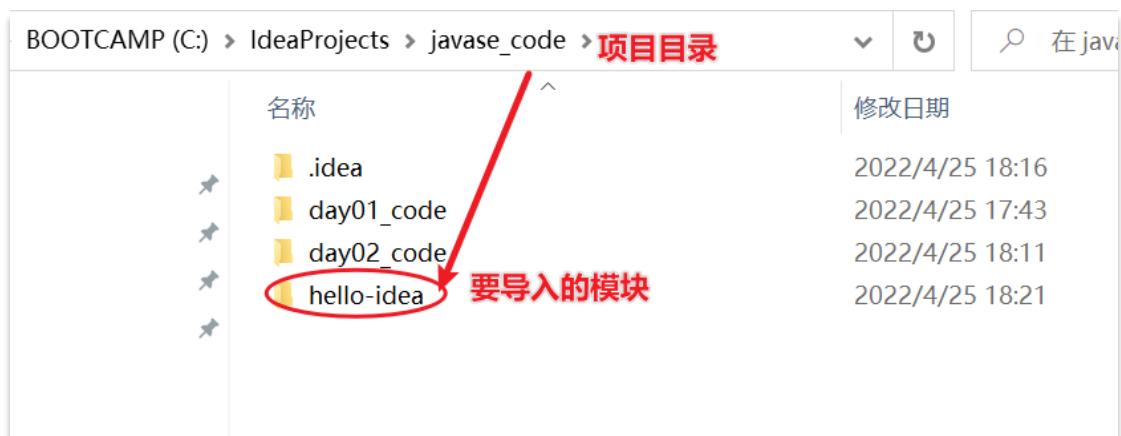 BOOTCAMP (C:) › IdeaProjects › javase_code › 项目目录
在 java
名称 修改日期
.idea 2022/4/25 18:16
day01_code 2022/4/25 17:43
day02_code 2022/4/25 18:11
hello-idea 要导入的模块 2022/4/25 18:21